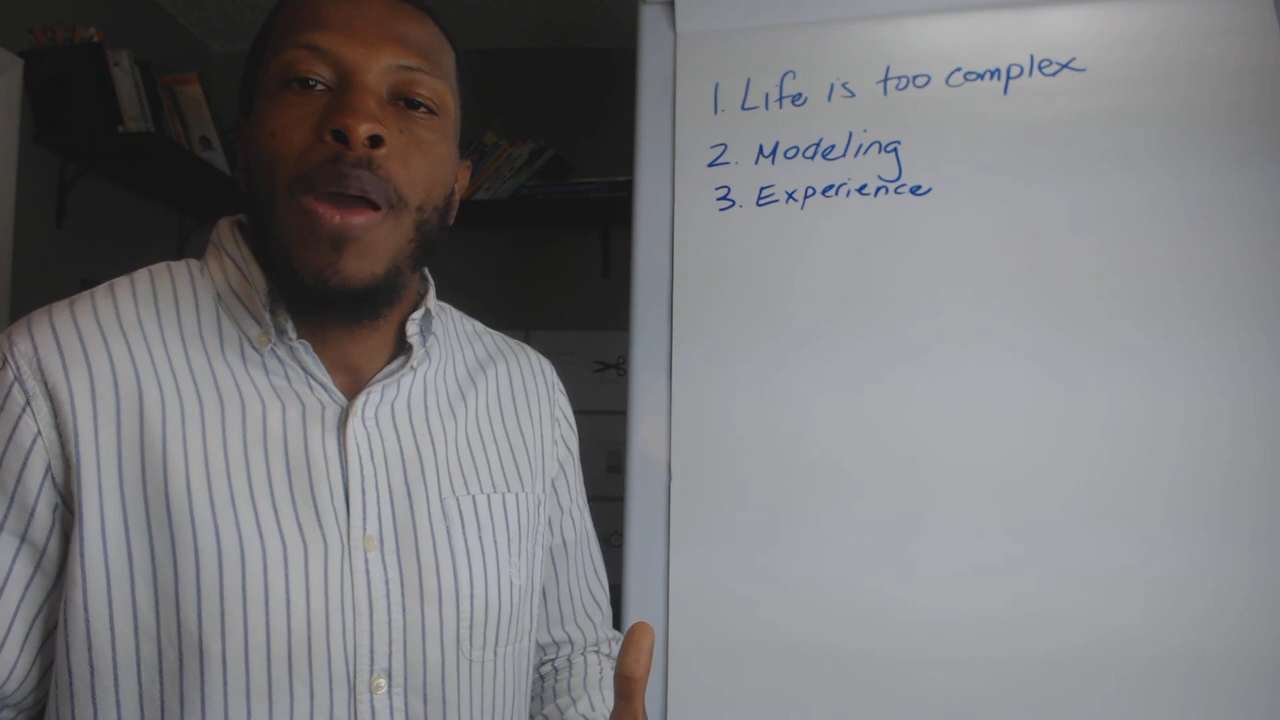 1. Life is too complex
2. Modeling
3. Experience